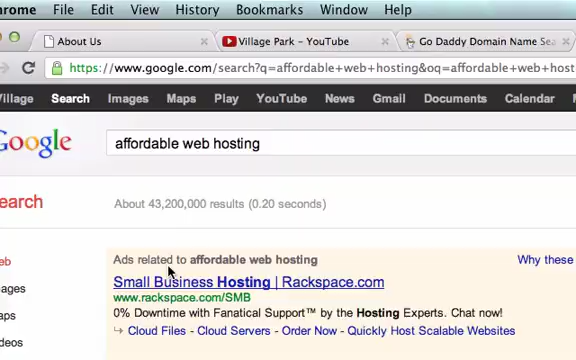 hrome File Edit View History Bookmarks Window Help
About Us Village Park – YouTube Go Daddy Domain Name Sea
https://www.google.com/search?q=affordable+web+hosting&oq=affordable+web+host
Village Search Images Maps Play YouTube News Gmail Documents Calendar
Google affordable web hosting
Search About 43,200,000 results (0.20 seconds)
eb Ads related to affordable web hosting Why these
Small Business Hosting | Rackspace.com
ages www.rackspace.com/SMB
aps 0% Downtime with Fanatical Support™ by the Hosting Experts. Chat now!
Cloud Files - Cloud Servers - Order Now - Quickly Host Scalable Websites
deos